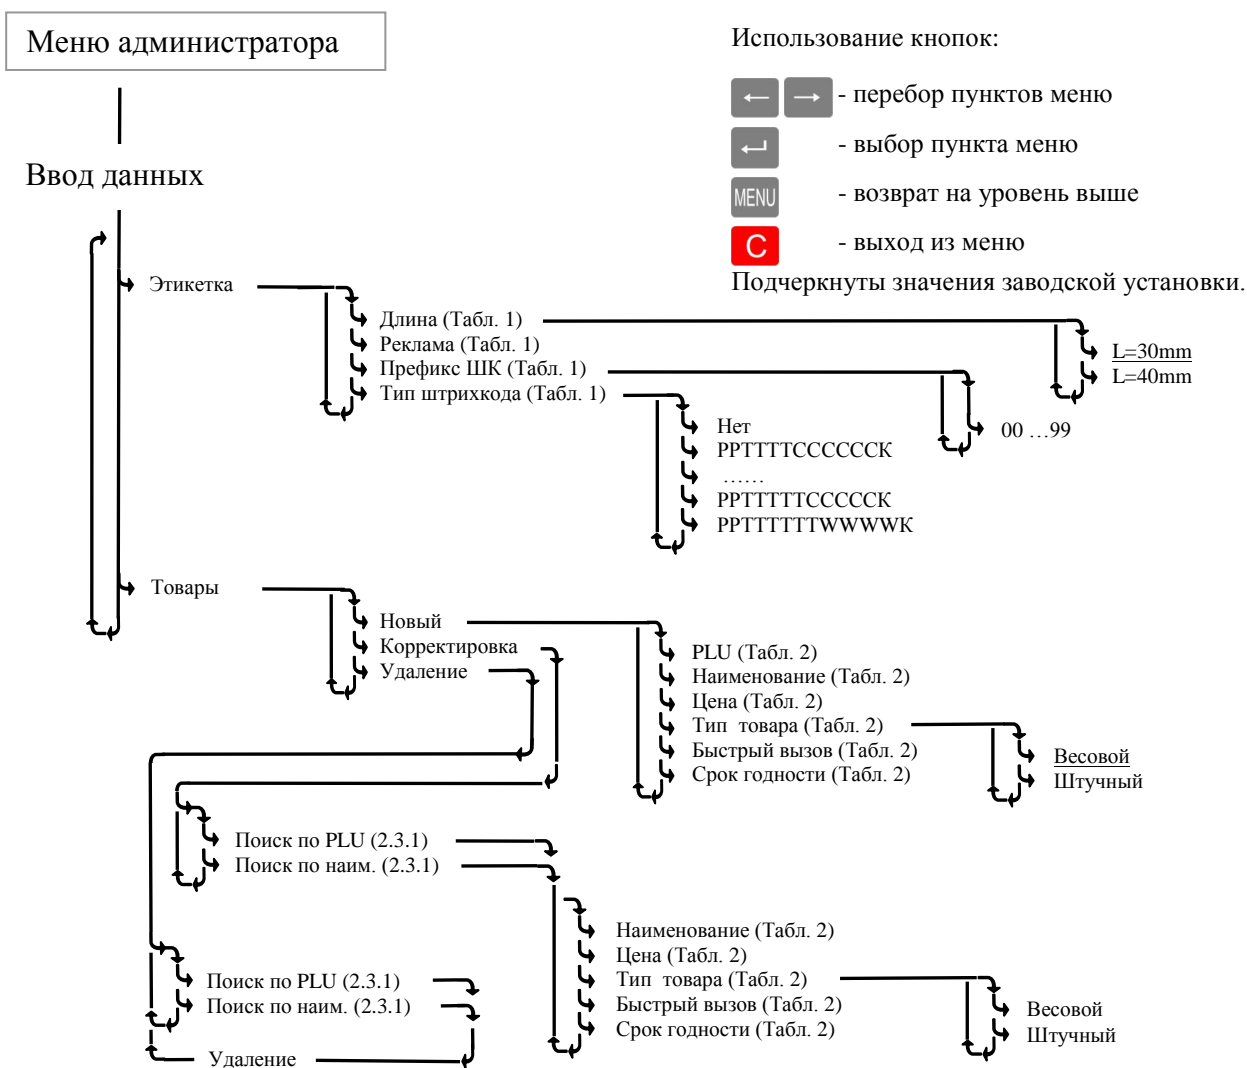 Меню администратора
Использование кнопок:
← → - перебор пунктов меню
Ввод данных
↵ - выбор пункта меню
MENU - возврат на уровень выше
C - выход из меню
Подчеркнуты значения заводской установки.
Этикетка
Длина (Табл. 1)
Реклама (Табл. 1)
Префикс ШК (Табл. 1)
Тип штрихкода (Табл. 1)
L=30mm
L=40mm
00 …99
Нет
РРТТТТССССССК
……
РРТТТТТСССССК
РРТТТТТТWWWWК
Товары
Новый
Корректировка
Удаление
PLU (Табл. 2)
Наименование (Табл. 2)
Цена (Табл. 2)
Тип товара (Табл. 2)
Быстрый вызов (Табл. 2)
Срок годности (Табл. 2)
Весовой
Штучный
Поиск по PLU (2.3.1)
Поиск по наим. (2.3.1)
Наименование (Табл. 2)
Цена (Табл. 2)
Тип товара (Табл. 2)
Быстрый вызов (Табл. 2)
Срок годности (Табл. 2)
Весовой
Штучный
Поиск по PLU (2.3.1)
Поиск по наим. (2.3.1)
Удаление